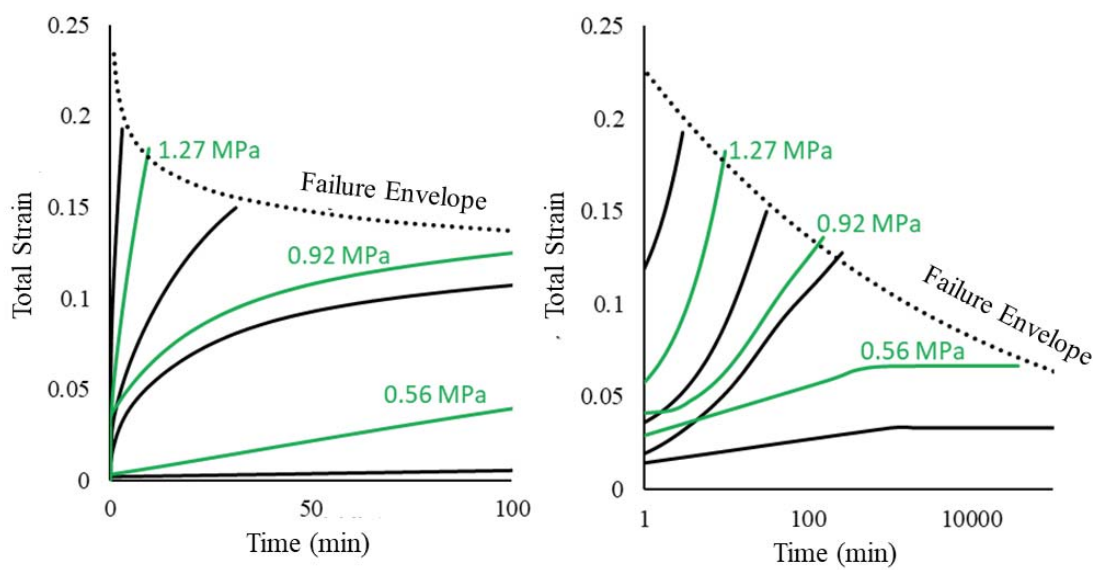 0.25
0.2
0.15
0.1
0.05
0
Total Strain
1.27 MPa
Failure Envelope
0.92 MPa
0.56 MPa
0
50
100
Time (min)
0.25
0.2
0.15
0.1
0.05
0
Total Strain
1.27 MPa
0.92 MPa
Failure Envelope
0.56 MPa
1
100
10000
Time (min)